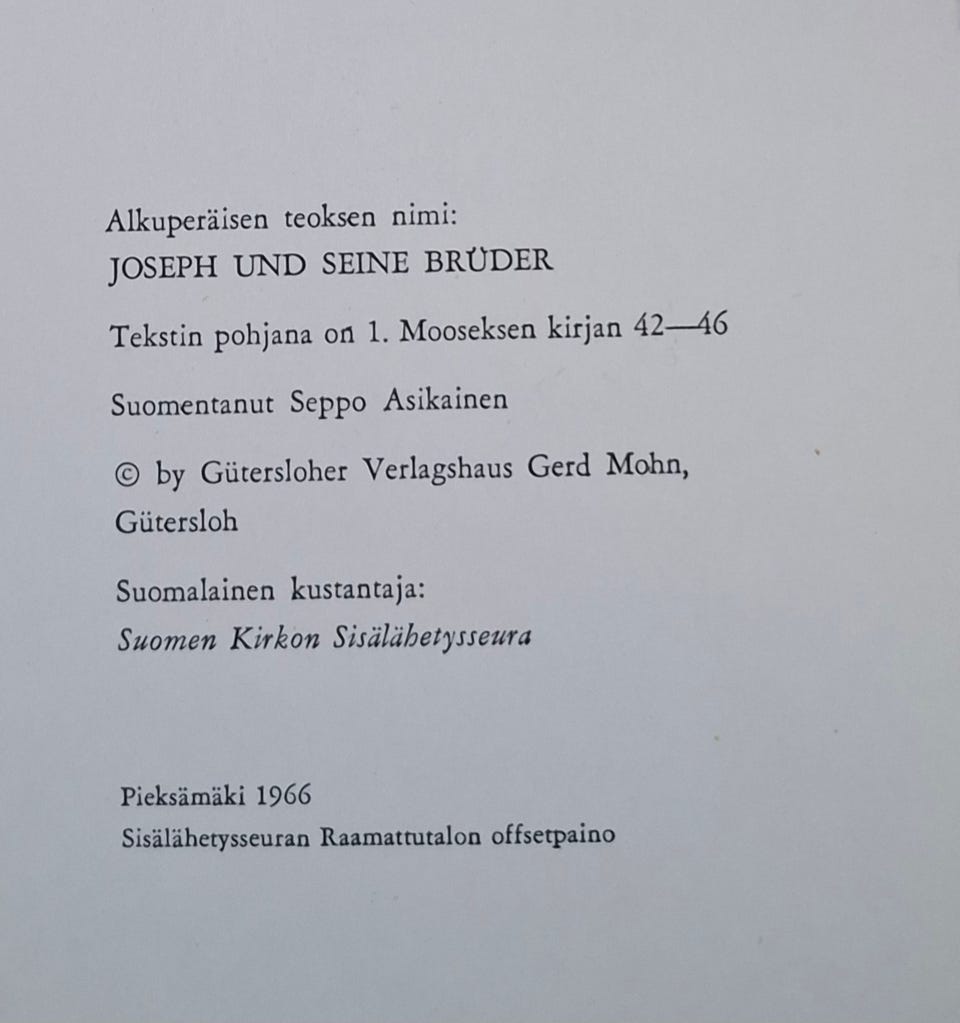 Alkuperäisen teoksen nimi:
JOSEPH UND SEINE BRÜDER
Tekstin pohjana on 1. Mooseksen kirjan 42—46
Suomentanut Seppo Asikainen
© by Gütersloher Verlagshaus Gerd Mohn,
Gütersloh
Suomalainen kustantaja:
Suomen Kirkon Sisälähetysseura
Pieksämäki 1966
Sisälähetysseuran Raamattutalon offsetpaino